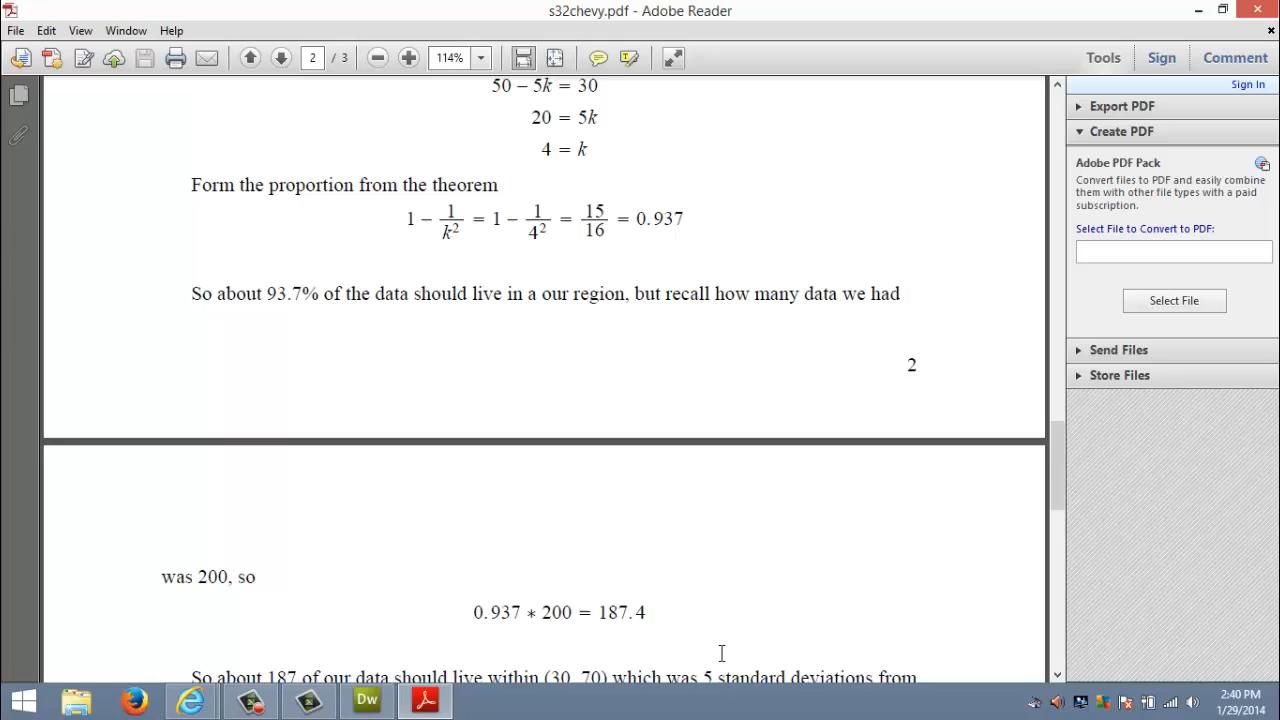 s32chevy.pdf - Adobe Reader
File Edit View Window Help
2 / 3 114% Tools Sign Comment
Sign In
Export PDF
Create PDF
Adobe PDF Pack
Convert files to PDF and easily combine
them with other file types with a paid
subscription.
Select File to Convert to PDF:
Select File
Send Files
Store Files
50 − 5k = 30
20 = 5k
4 = k
Form the proportion from the theorem
1 − 1/k² = 1 − 1/4² = 15/16 = 0.937
So about 93.7% of the data should live in a our region, but recall how many data we had
2
was 200, so
0.937 * 200 = 187.4
So about 187 of our data should live within (30, 70) which was 5 standard deviations from
Dw
2:40 PM
1/29/2014